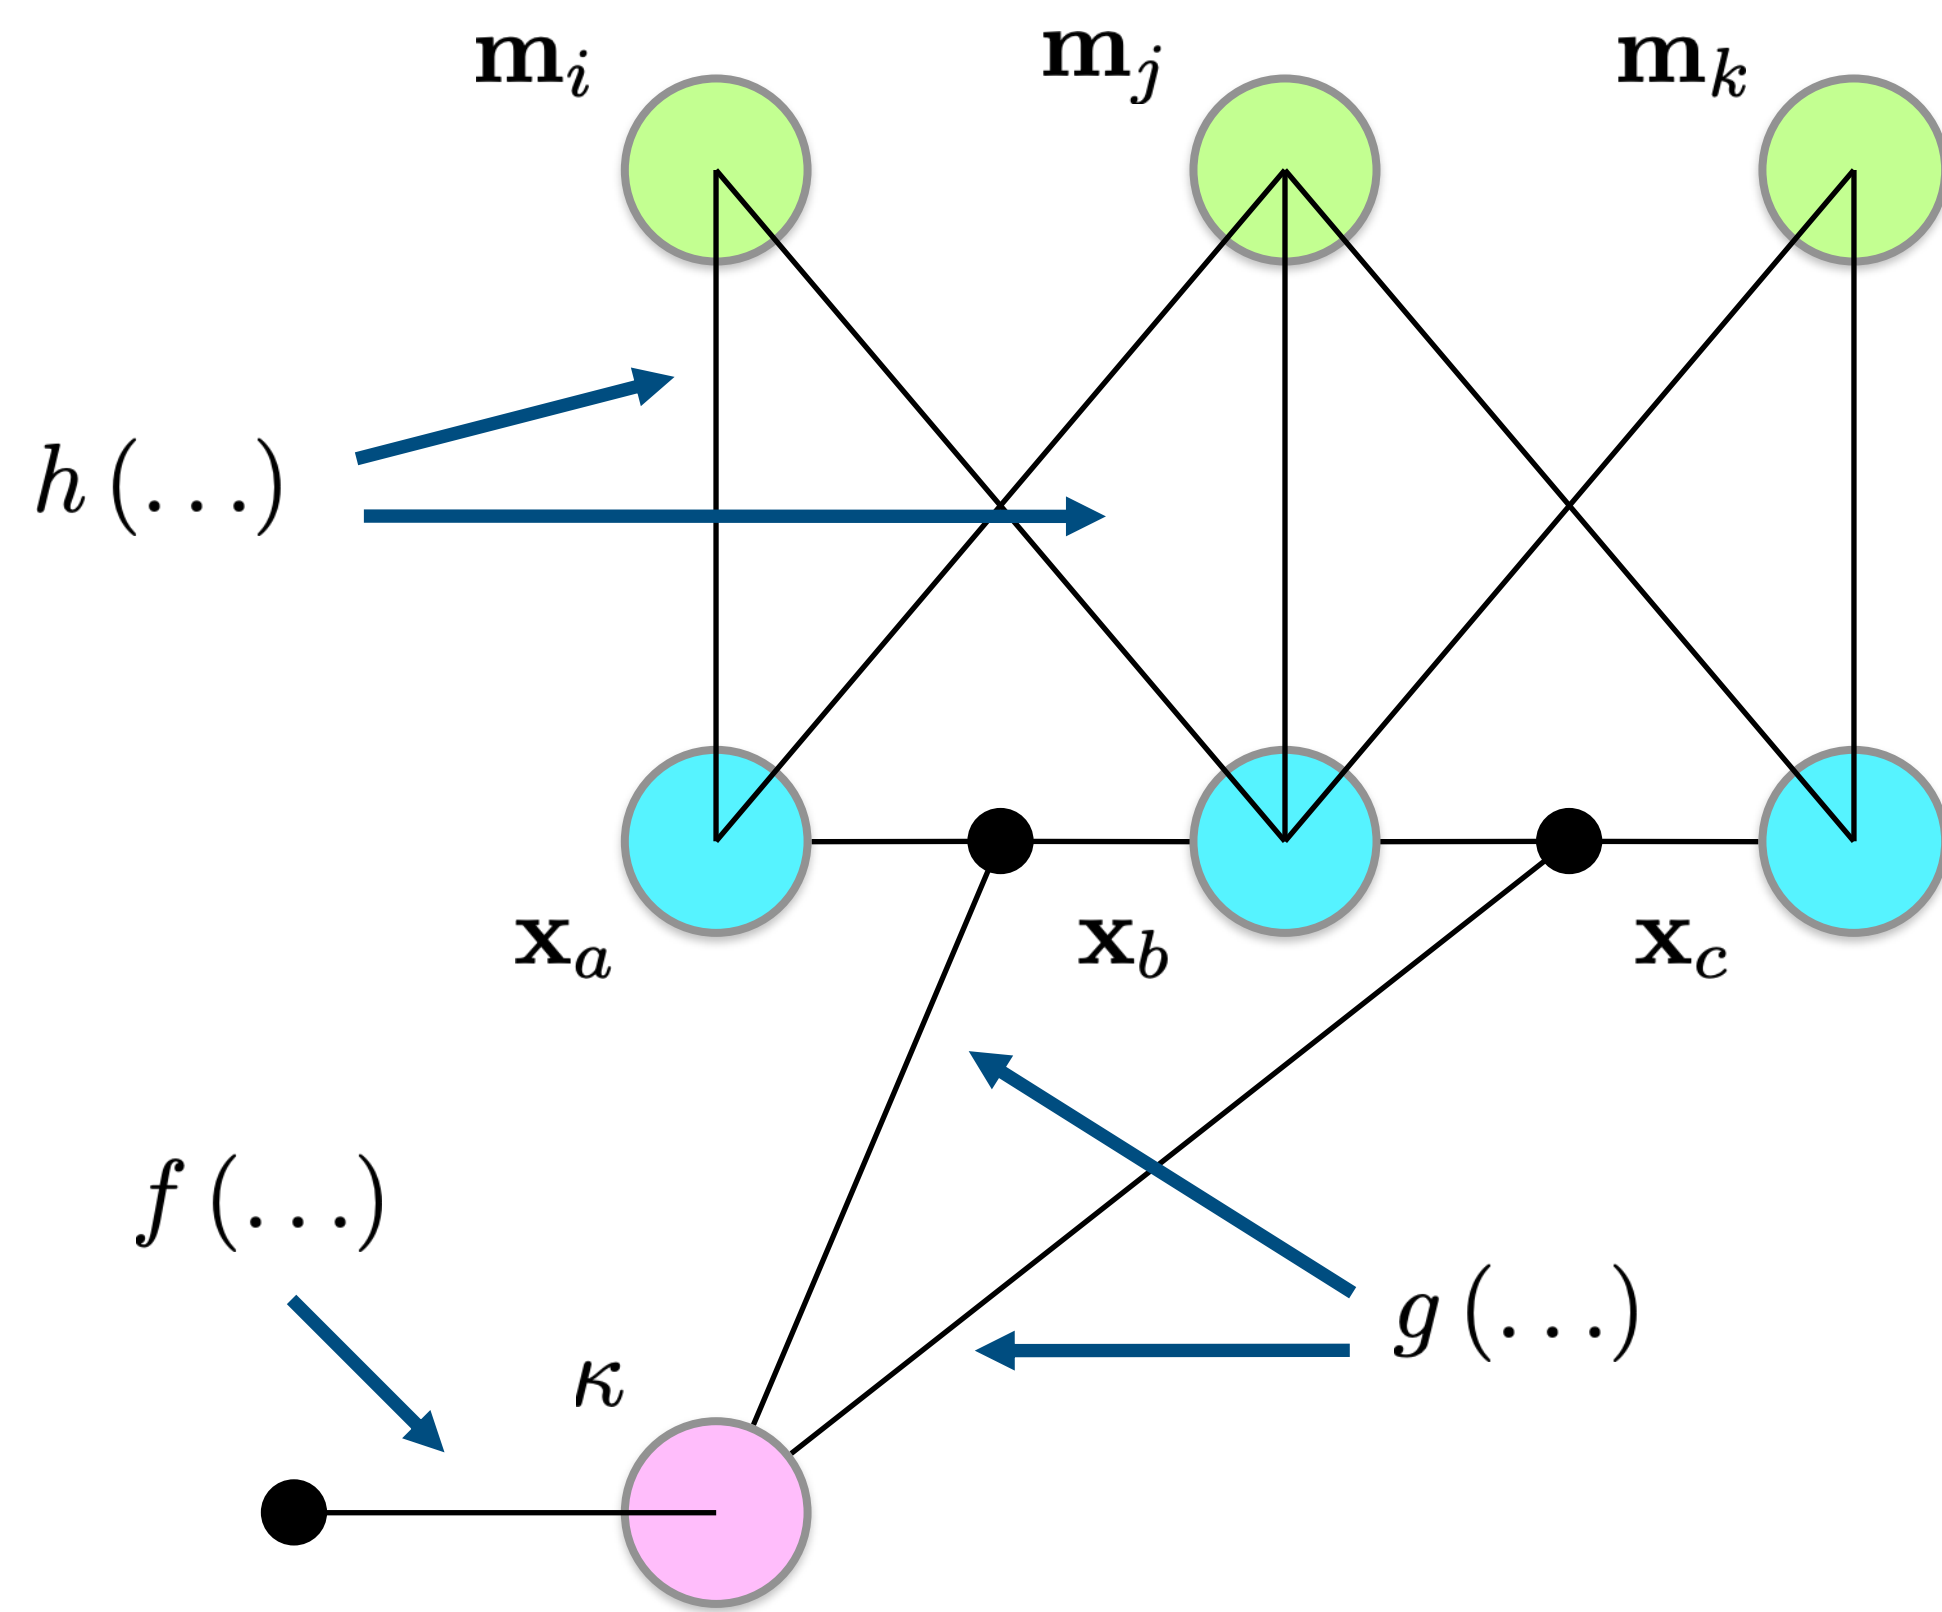 m_i
m_j
m_k
h (. . .)
x_a
x_b
x_c
f (. . .)
g (. . .)
κ